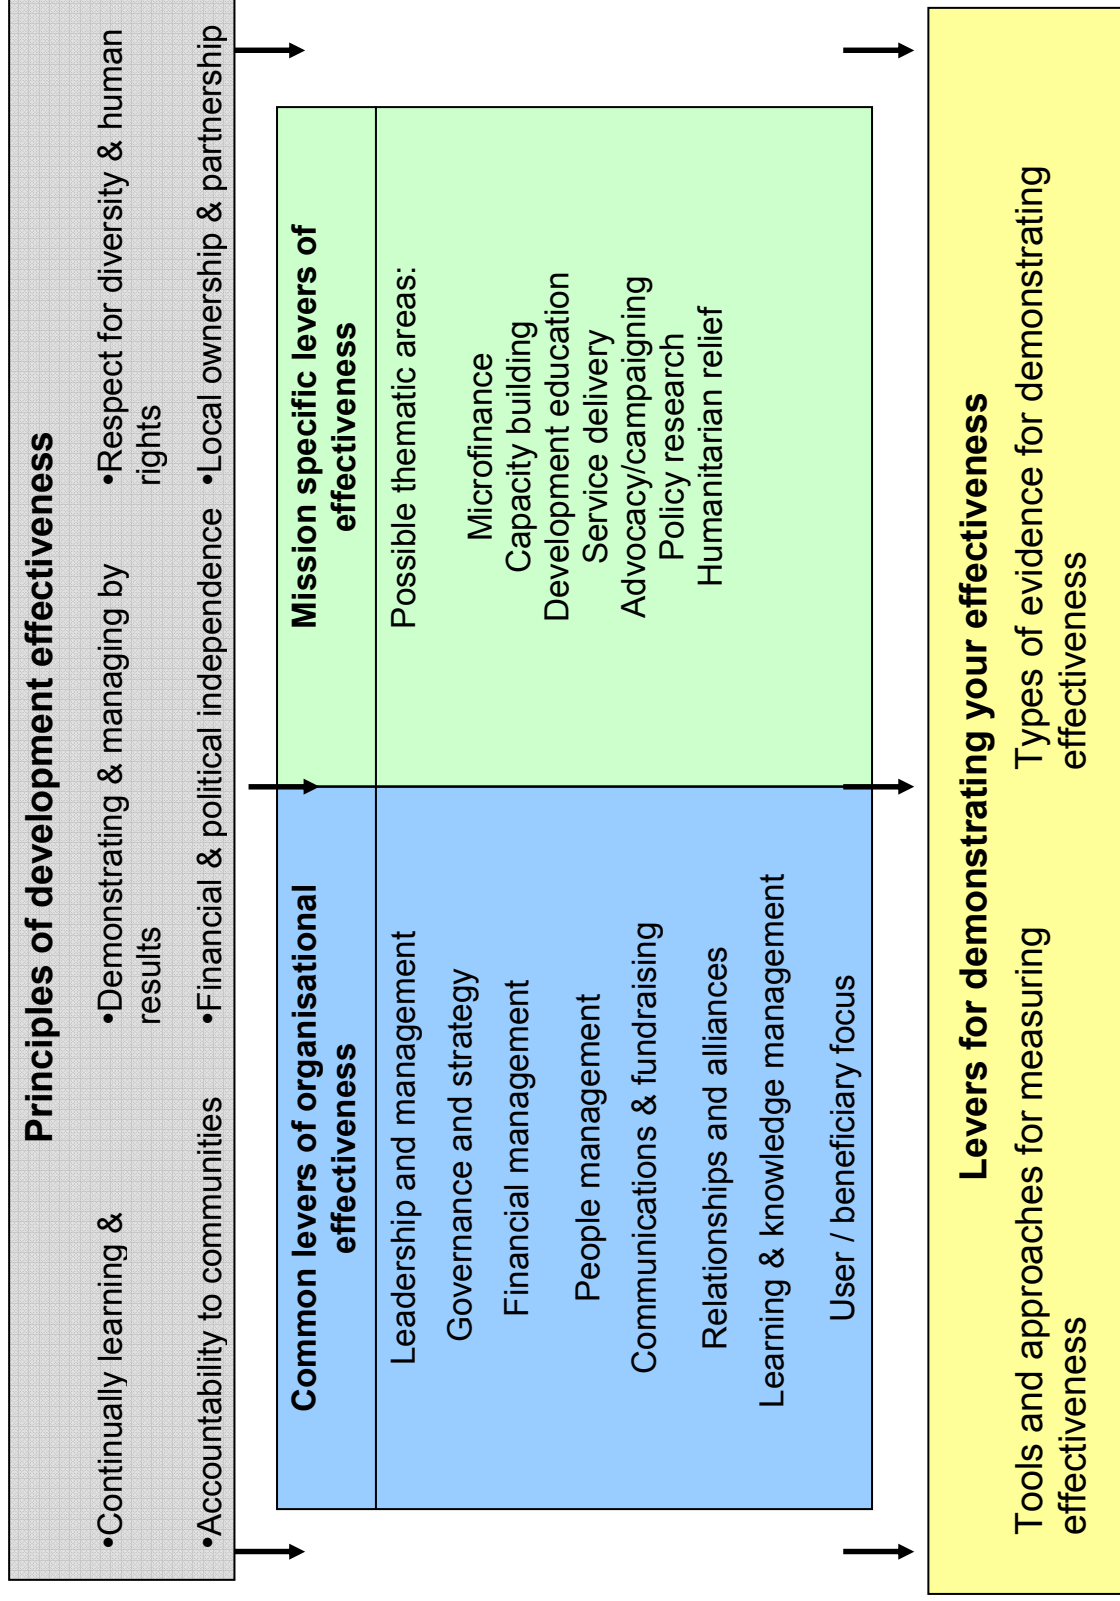 Principles of development effectiveness
•Continually learning &
•Demonstrating & managing by
results
•Respect for diversity & human
rights
•Accountability to communities
•Financial & political independence
•Local ownership & partnership
Common levers of organisational
effectiveness
Leadership and management
Governance and strategy
Financial management
People management
Communications & fundraising
Relationships and alliances
Learning & knowledge management
User / beneficiary focus
Mission specific levers of
effectiveness
Possible thematic areas:
Microfinance
Capacity building
Development education
Service delivery
Advocacy/campaigning
Policy research
Humanitarian relief
Levers for demonstrating your effectiveness
Tools and approaches for measuring
effectiveness
Types of evidence for demonstrating
effectiveness